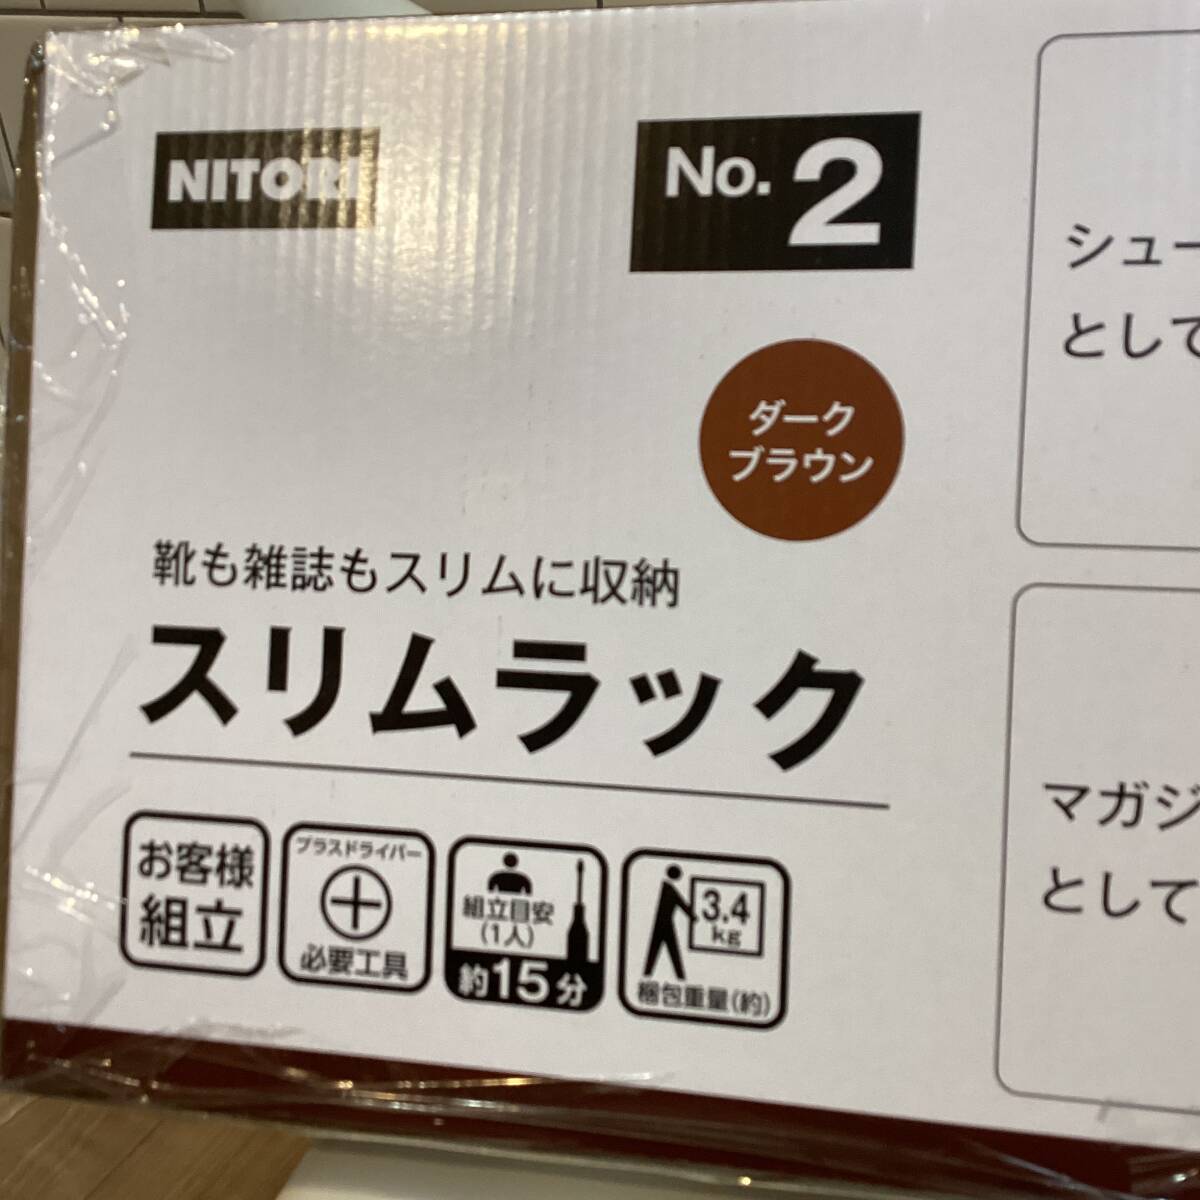 NITORI
No. 2
ダーク
ブラウン
靴も雑誌もスリムに収納
スリムラック
お客様
組立
プラスドライバー
必要工具
組立目安
(1人)
約15分
3.4
kg
梱包重量(約)
シュー
として
マガジ
として